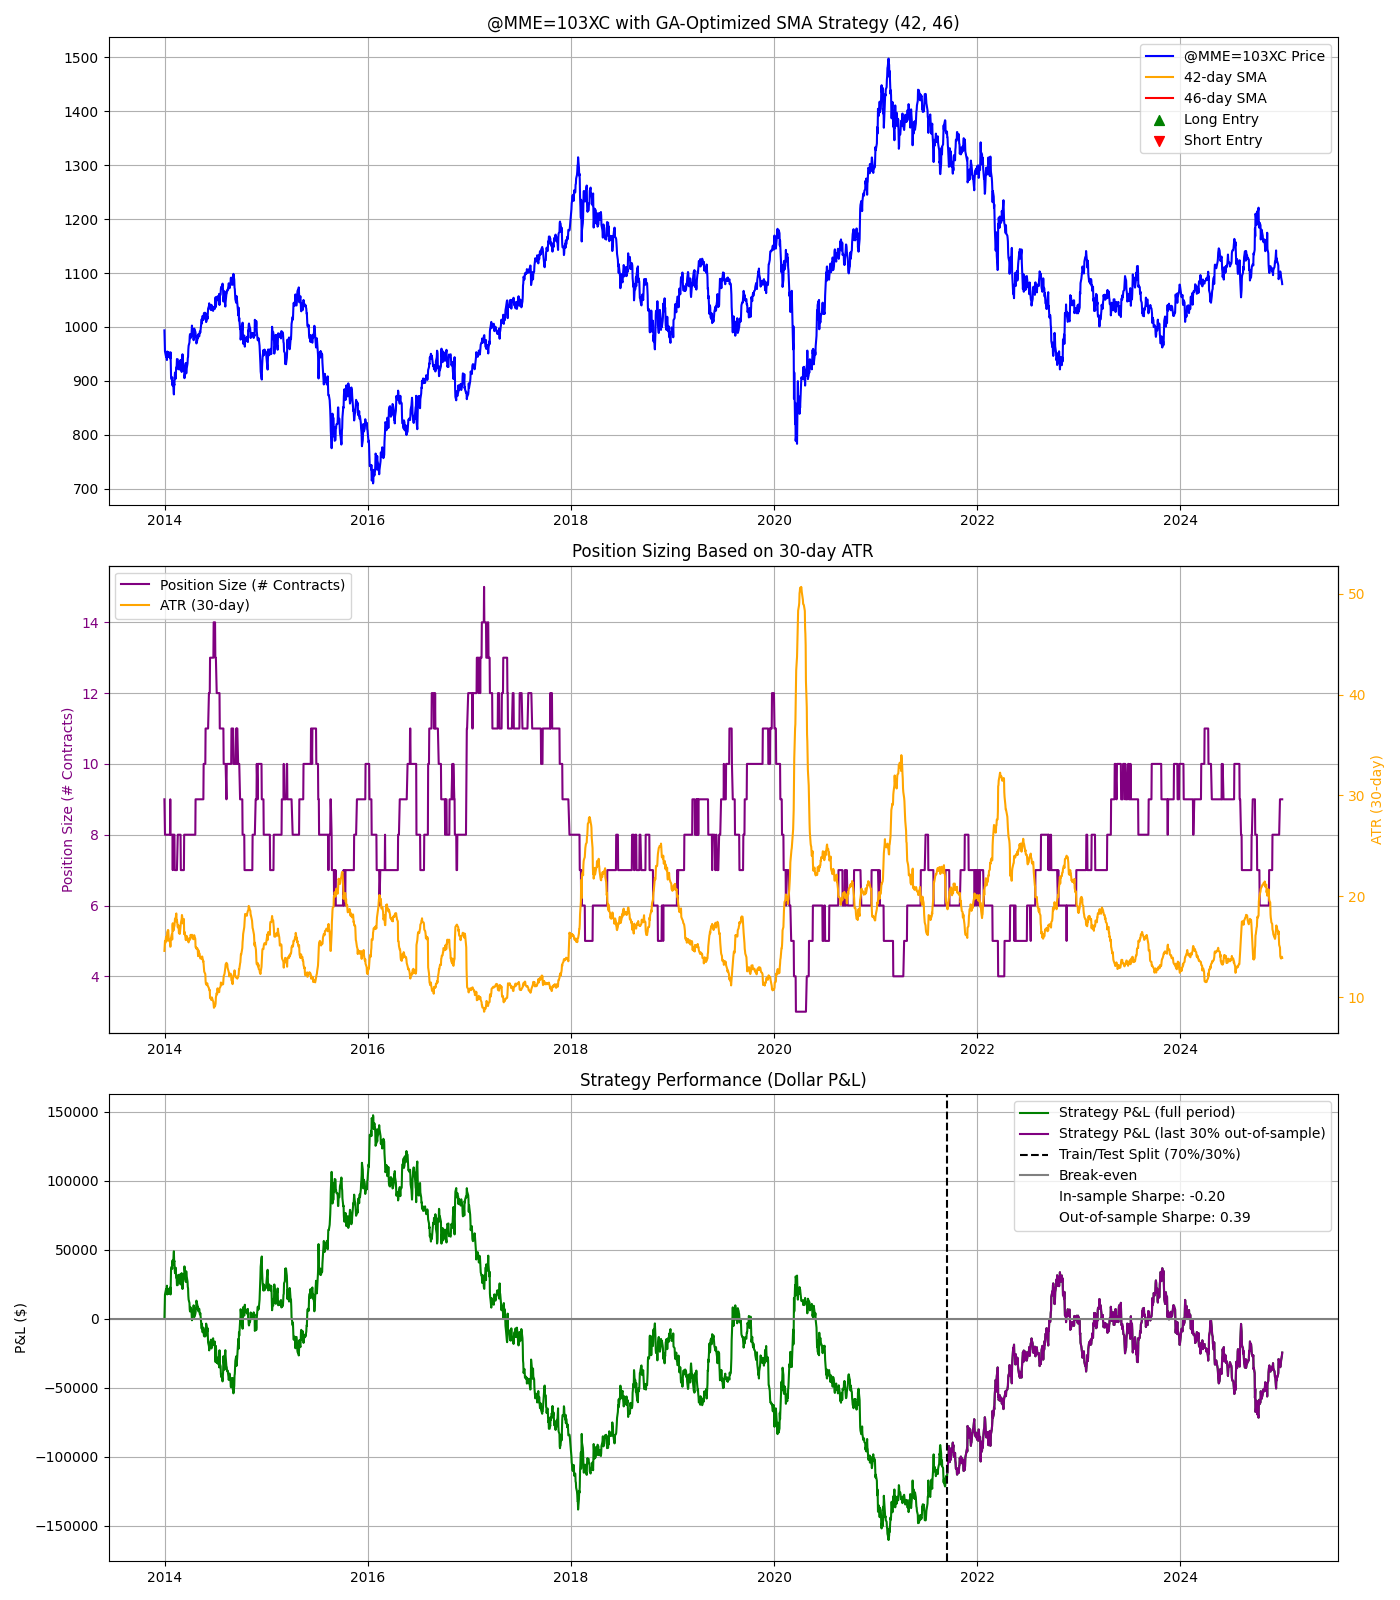 @MME=103XC with GA-Optimized SMA Strategy (42, 46)
@MME=103XC Price
42-day SMA
46-day SMA
Long Entry
Short Entry
1500
1400
1300
1200
1100
1000
900
800
700
2014 2016 2018 2020 2022 2024
Position Sizing Based on 30-day ATR
Position Size (# Contracts)
ATR (30-day)
Position Size (# Contracts)
14
12
10
8
6
4
50
40
30
20
10
ATR (30-day)
2014 2016 2018 2020 2022 2024
Strategy Performance (Dollar P&L)
Strategy P&L (full period)
Strategy P&L (last 30% out-of-sample)
Train/Test Split (70%/30%)
Break-even
In-sample Sharpe: -0.20
Out-of-sample Sharpe: 0.39
P&L ($)
150000
100000
50000
0
−50000
−100000
−150000
2014 2016 2018 2020 2022 2024